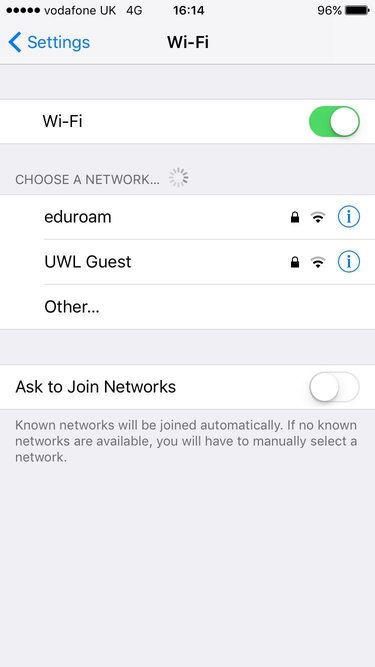 vodafone UK 4G 16:14 96%
Settings Wi-Fi
Wi-Fi
CHOOSE A NETWORK...
eduroam
UWL Guest
Other...
Ask to Join Networks
Known networks will be joined automatically. If no known
networks are available, you will have to manually select a
network.